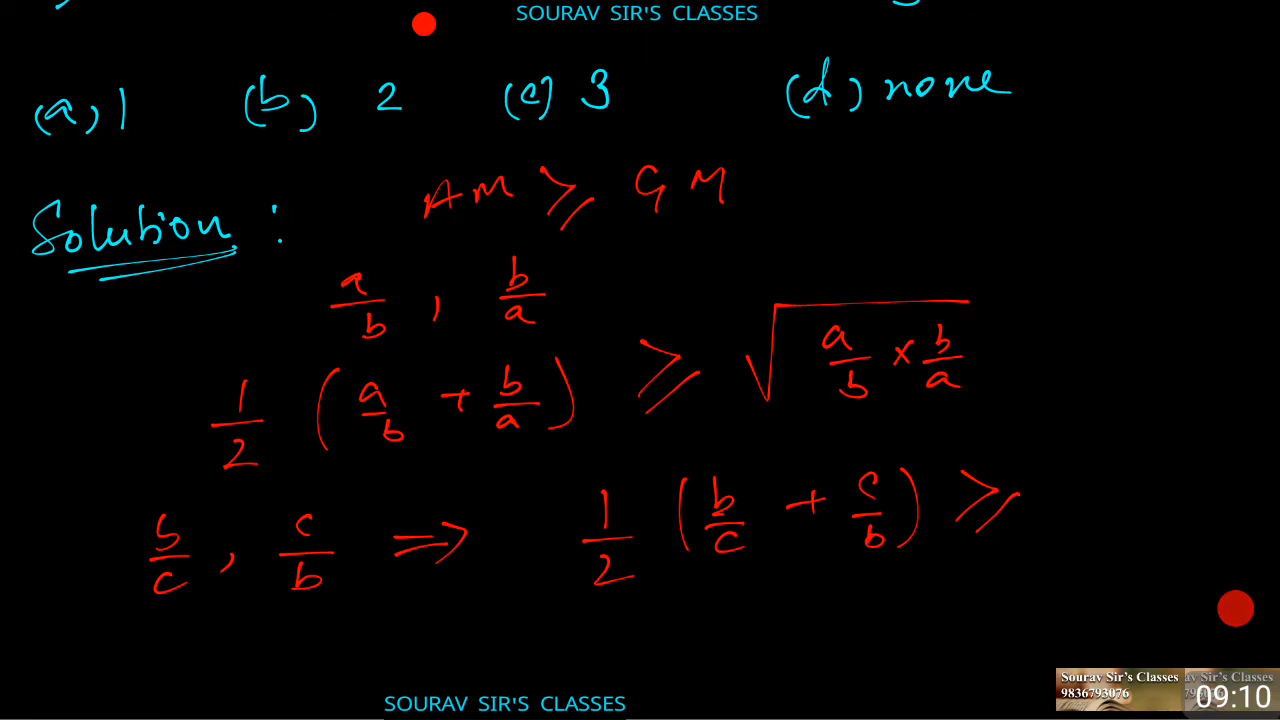 SOURAV SIR'S CLASSES
(a) 1 (b) 2 (c) 3 (d) none
Solution : AM ≥ GM
a/b , b/a
1/2 (a/b + b/a) ≥ √(a/b × b/a)
b/c , c/b ⇒ 1/2 (b/c + c/b) ≥
Sourav Sir's Classes
9836793076
09:10
SOURAV SIR'S CLASSES